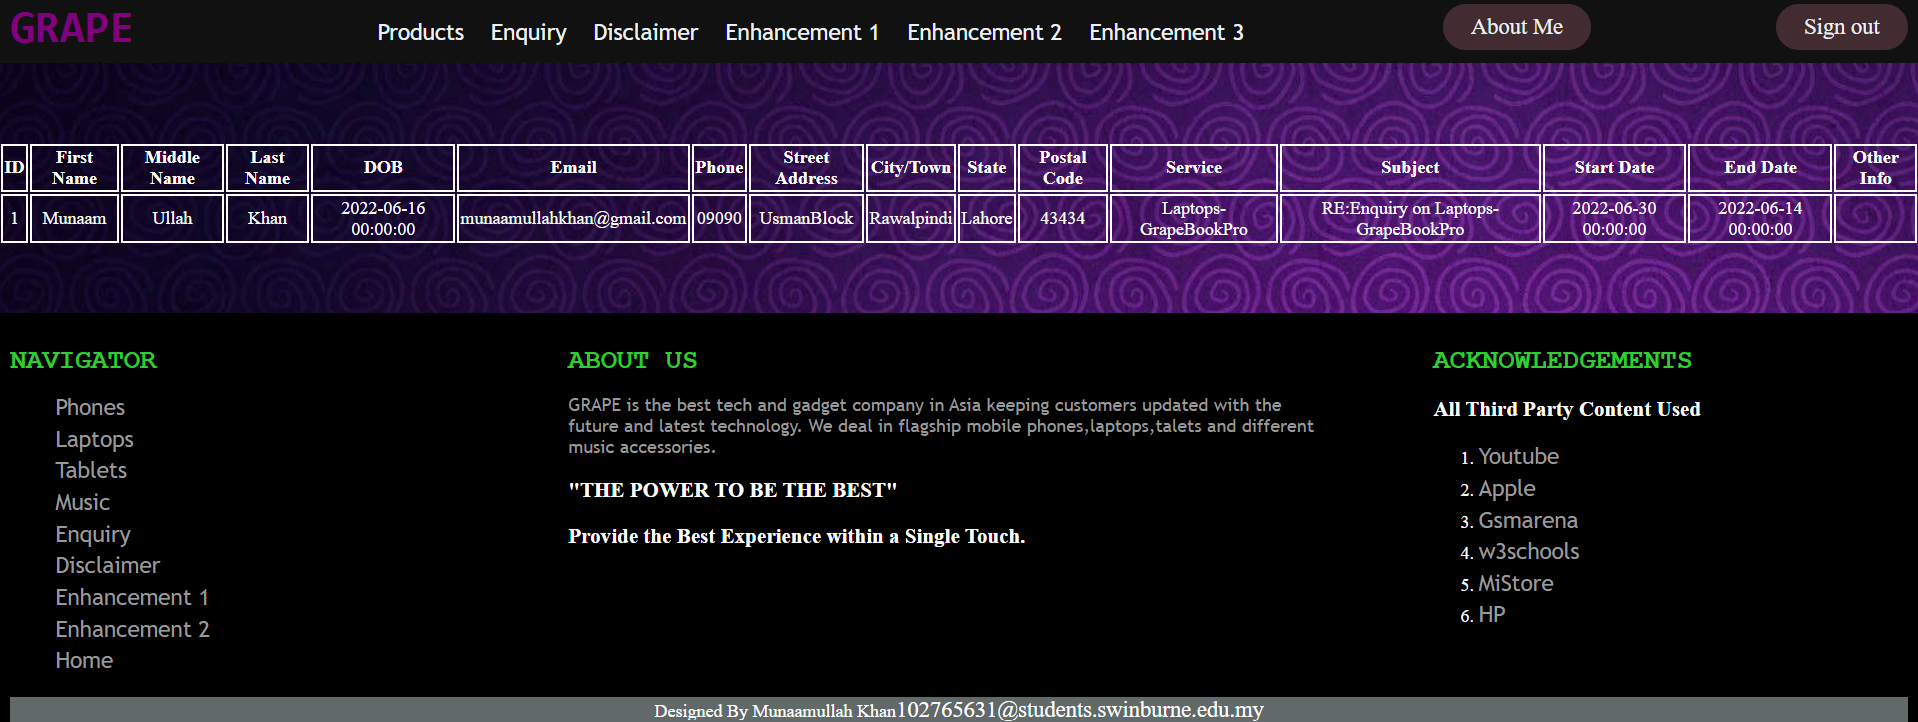 GRAPE
Products Enquiry Disclaimer Enhancement 1 Enhancement 2 Enhancement 3
About Me
Sign out
ID First Name Middle Name Last Name DOB Email Phone Street Address City/Town State Postal Code Service Subject Start Date End Date Other Info
1 Munaam Ullah Khan 2022-06-16 00:00:00 munaamullahkhan@gmail.com 09090 UsmanBlock Rawalpindi Lahore 43434 Laptops-GrapeBookPro RE:Enquiry on Laptops-GrapeBookPro 2022-06-30 00:00:00 2022-06-14 00:00:00
NAVIGATOR
Phones
Laptops
Tablets
Music
Enquiry
Disclaimer
Enhancement 1
Enhancement 2
Home
ABOUT US
GRAPE is the best tech and gadget company in Asia keeping customers updated with the
future and latest technology. We deal in flagship mobile phones,laptops,talets and different
music accessories.
"THE POWER TO BE THE BEST"
Provide the Best Experience within a Single Touch.
ACKNOWLEDGEMENTS
All Third Party Content Used
1. Youtube
2. Apple
3. Gsmarena
4. w3schools
5. MiStore
6. HP
Designed By Munaamullah Khan102765631@students.swinburne.edu.my